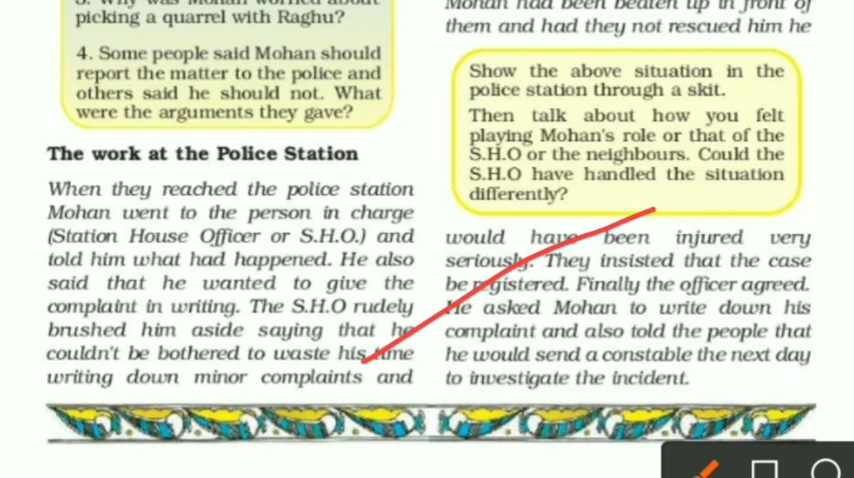 picking a quarrel with Raghu?
4. Some people said Mohan should
report the matter to the police and
others said he should not. What
were the arguments they gave?
The work at the Police Station
When they reached the police station
Mohan went to the person in charge
(Station House Officer or S.H.O.) and
told him what had happened. He also
said that he wanted to give the
complaint in writing. The S.H.O rudely
brushed him aside saying that he
couldn't be bothered to waste his time
writing down minor complaints and
Mohan had been beaten up in front of
them and had they not rescued him he
Show the above situation in the
police station through a skit.
Then talk about how you felt
playing Mohan's role or that of the
S.H.O or the neighbours. Could the
S.H.O have handled the situation
differently?
would have been injured very
seriously. They insisted that the case
be registered. Finally the officer agreed.
He asked Mohan to write down his
complaint and also told the people that
he would send a constable the next day
to investigate the incident.